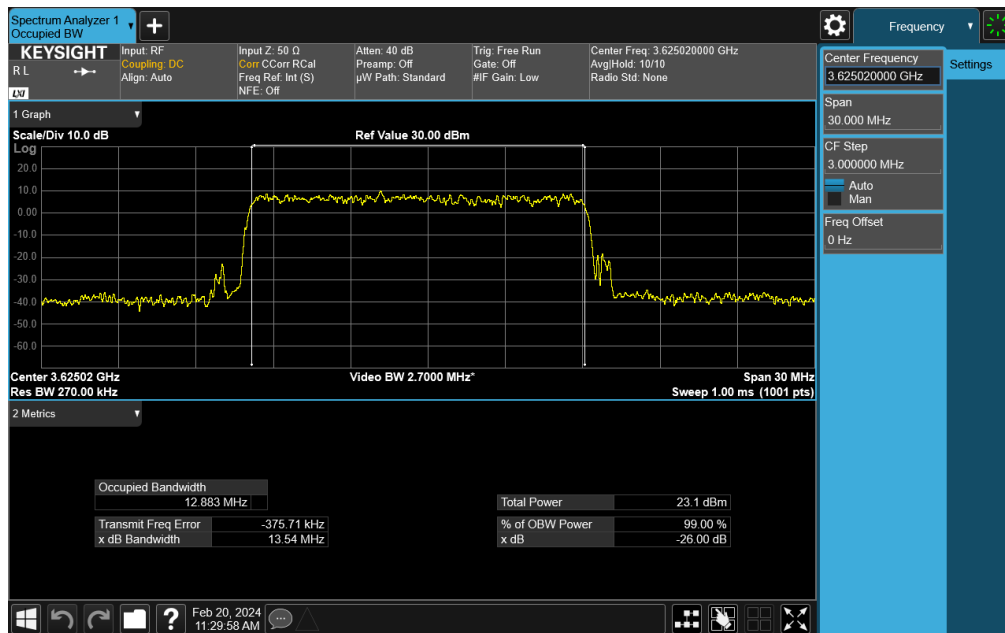 Spectrum Analyzer 1
Occupied BW
Frequency
KEYSIGHT
R L
LXI
Input: RF
Coupling: DC
Align: Auto
Input Z: 50 Ω
Corr CCorr RCal
Freq Ref: Int (S)
NFE: Off
Atten: 40 dB
Preamp: Off
µW Path: Standard
Trig: Free Run
Gate: Off
#IF Gain: Low
Center Freq: 3.625020000 GHz
Avg|Hold: 10/10
Radio Std: None
Center Frequency
3.625020000 GHz
Settings
Span
30.000 MHz
CF Step
3.000000 MHz
Auto
Man
Freq Offset
0 Hz
1 Graph
Scale/Div 10.0 dB
Ref Value 30.00 dBm
Log
20.0
10.0
0.00
-10.0
-20.0
-30.0
-40.0
-50.0
-60.0
Center 3.62502 GHz
Video BW 2.7000 MHz*
Span 30 MHz
Res BW 270.00 kHz
Sweep 1.00 ms (1001 pts)
2 Metrics
Occupied Bandwidth
12.883 MHz
Total Power 23.1 dBm
Transmit Freq Error -375.71 kHz
% of OBW Power 99.00 %
x dB Bandwidth 13.54 MHz
x dB -26.00 dB
Feb 20, 2024
11:29:58 AM